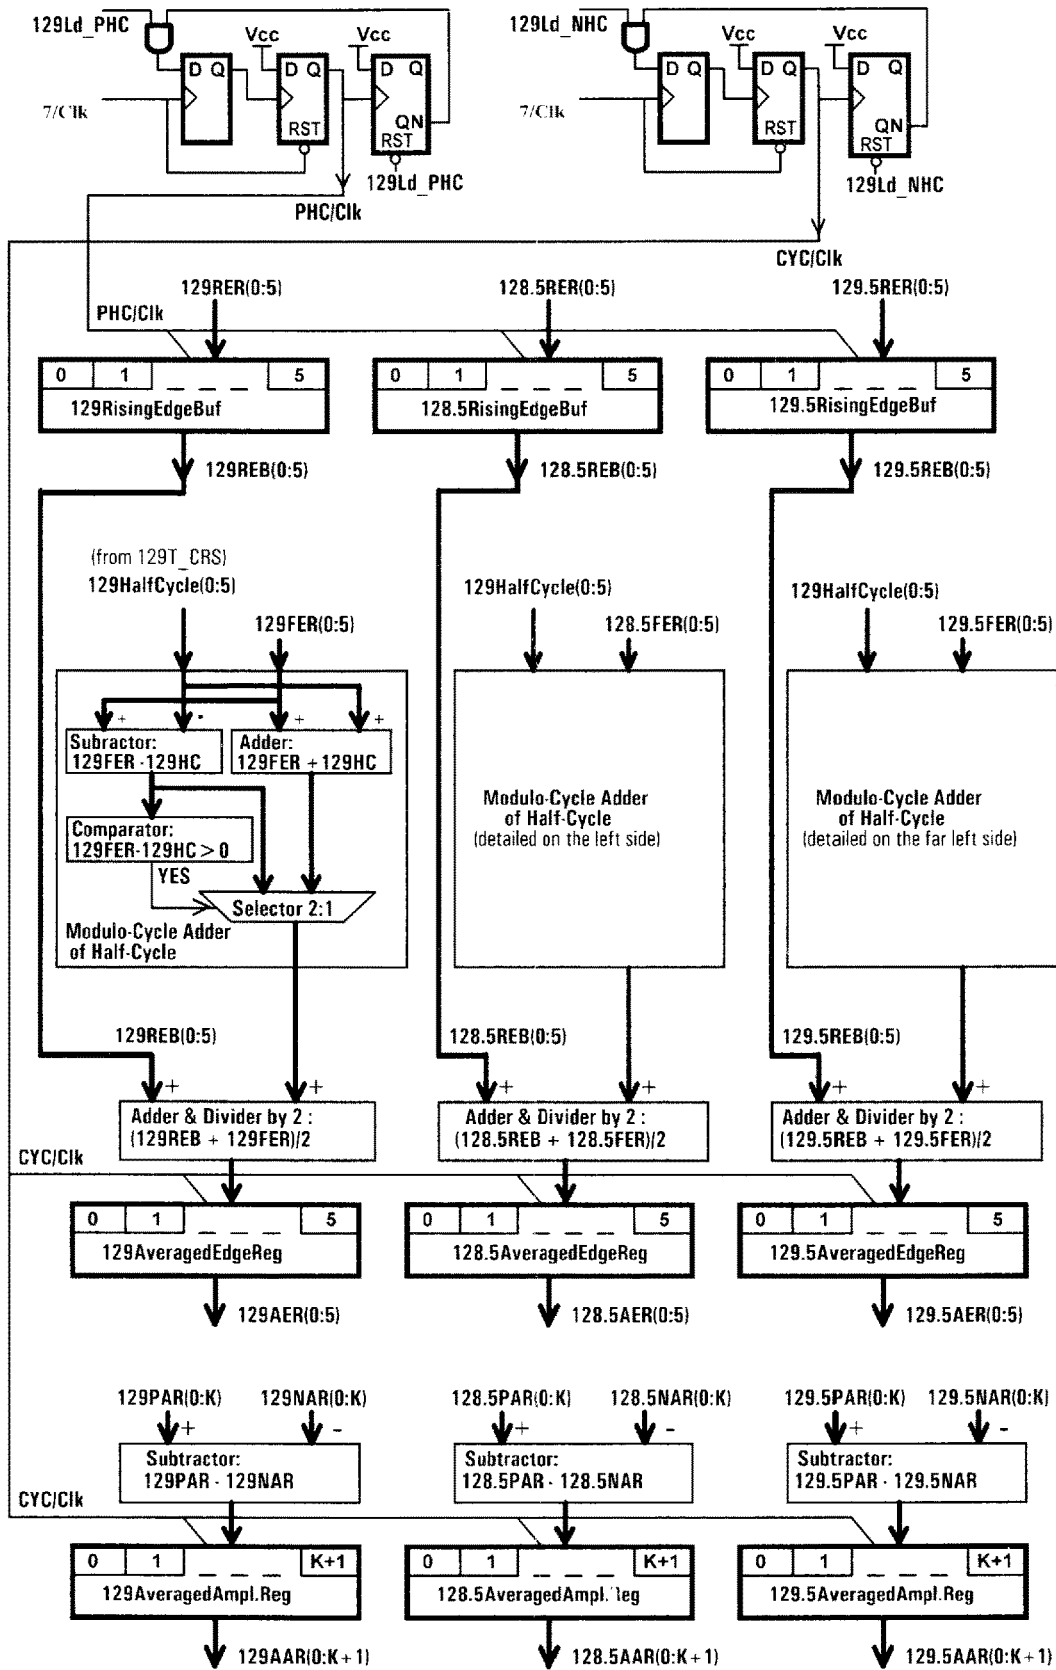 129Ld_PHC
129Ld_NHC
Vcc Vcc
Vcc Vcc
D Q D Q D Q
D Q D Q D Q
7/Clk
7/Clk
RST
QN
RST
RST
QN
RST
129Ld_PHC
129Ld_NHC
PHC/Clk
CYC/Clk
129RER(0:5)
128.5RER(0:5)
129.5RER(0:5)
PHC/Clk
0 1 5
0 1 5
0 1 5
129RisingEdgeBuf
128.5RisingEdgeBuf
129.5RisingEdgeBuf
129REB(0:5)
128.5REB(0:5)
129.5REB(0:5)
(from 129T_CRS)
129HalfCycle(0:5)
129HalfCycle(0:5)
129HalfCycle(0:5)
129FER(0:5)
128.5FER(0:5)
129.5FER(0:5)
+ - + +
Subractor:
129FER -129HC
Adder:
129FER +129HC
Comparator:
129FER-129HC > 0
YES
Selector 2:1
Modulo-Cycle Adder
of Half-Cycle
Modulo-Cycle Adder
of Half-Cycle
(detailed on the left side)
Modulo-Cycle Adder
of Half-Cycle
(detailed on the far left side)
129REB(0:5)
128.5REB(0:5)
129.5REB(0:5)
+ +
+ +
+ +
Adder & Divider by 2 :
(129REB + 129FER)/2
Adder & Divider by 2 :
(128.5REB + 128.5FER)/2
Adder & Divider by 2 :
(129.5REB + 129.5FER)/2
CYC/Clk
0 1 5
0 1 5
0 1 5
129AveragedEdgeReg
128.5AveragedEdgeReg
129.5AveragedEdgeReg
129AER(0:5)
128.5AER(0:5)
129.5AER(0:5)
129PAR(0:K) 129NAR(0:K)
128.5PAR(0:K) 128.5NAR(0:K)
129.5PAR(0:K) 129.5NAR(0:K)
+ -
+ -
+ -
Subtractor:
129PAR - 129NAR
Subtractor:
128.5PAR - 128.5NAR
Subtractor:
129.5PAR - 129.5NAR
CYC/Clk
0 1 K+1
0 1 K+1
0 1 K+1
129AveragedAmpl.Reg
128.5AveragedAmpl.
129.5AveragedAmpl.Reg
129AAR(0:K+1)
128.5AAR(0:K+1)
129.5AAR(0:K+1)